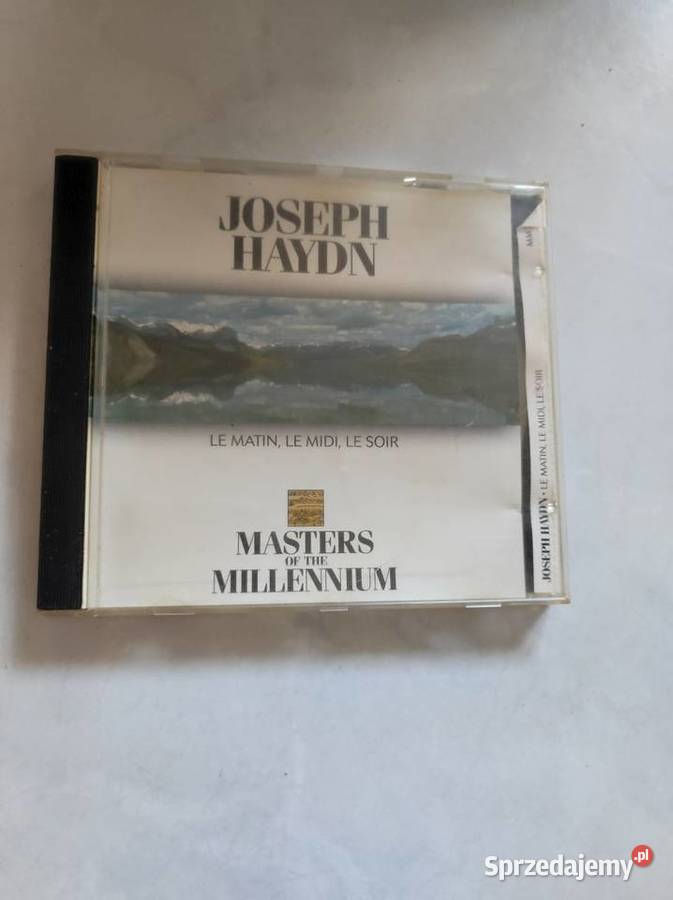 JOSEPH
HAYDN
LE MATIN, LE MIDI, LE SOIR
MASTERS
OF THE
MILLENNIUM
JOSEPH HAYDN • LE MATIN, LE MIDI, LE SOIR
Sprzedajemy.pl